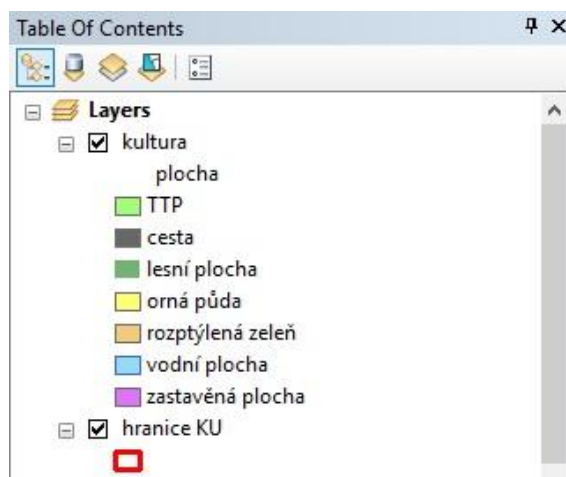 Table Of Contents
Layers
kultura
plocha
TTP
cesta
lesní plocha
orná půda
rozptýlená zeleň
vodní plocha
zastavěná plocha
hranice KU